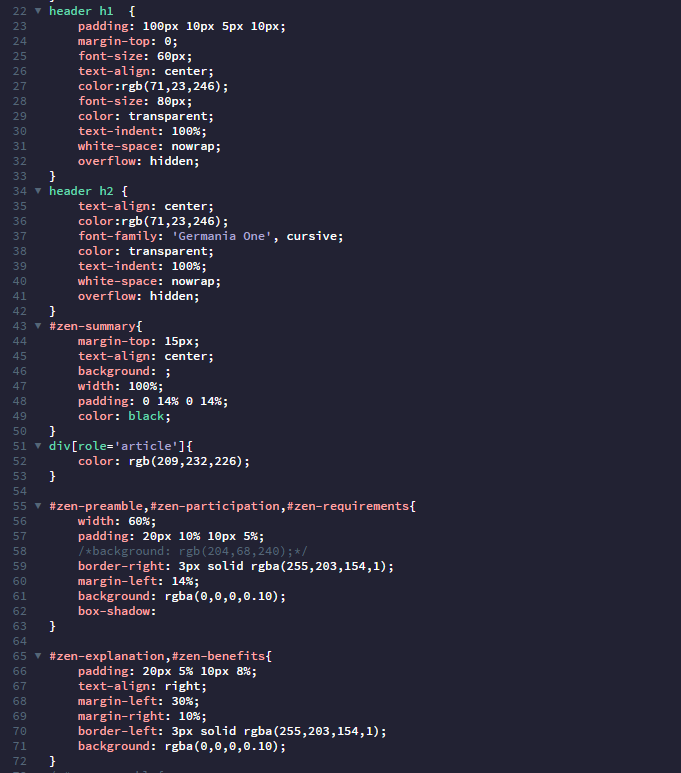 22 ▼ header h1  {
23     padding: 100px 10px 5px 10px;
24     margin-top: 0;
25     font-size: 60px;
26     text-align: center;
27     color:rgb(71,23,246);
28     font-size: 80px;
29     color: transparent;
30     text-indent: 100%;
31     white-space: nowrap;
32     overflow: hidden;
33 }
34 ▼ header h2 {
35     text-align: center;
36     color:rgb(71,23,246);
37     font-family: 'Germania One', cursive;
38     color: transparent;
39     text-indent: 100%;
40     white-space: nowrap;
41     overflow: hidden;
42 }
43 ▼ #zen-summary{
44     margin-top: 15px;
45     text-align: center;
46     background: ;
47     width: 100%;
48     padding: 0 14% 0 14%;
49     color: black;
50 }
51 ▼ div[role='article']{
52     color: rgb(209,232,226);
53 }
54
55 ▼ #zen-preamble,#zen-participation,#zen-requirements{
56     width: 60%;
57     padding: 20px 10% 10px 5%;
58     /*background: rgb(204,68,240);*/
59     border-right: 3px solid rgba(255,203,154,1);
60     margin-left: 14%;
61     background: rgba(0,0,0,0.10);
62     box-shadow:
63 }
64
65 ▼ #zen-explanation,#zen-benefits{
66     padding: 20px 5% 10px 8%;
67     text-align: right;
68     margin-left: 30%;
69     margin-right: 10%;
70     border-left: 3px solid rgba(255,203,154,1);
71     background: rgba(0,0,0,0.10);
72 }